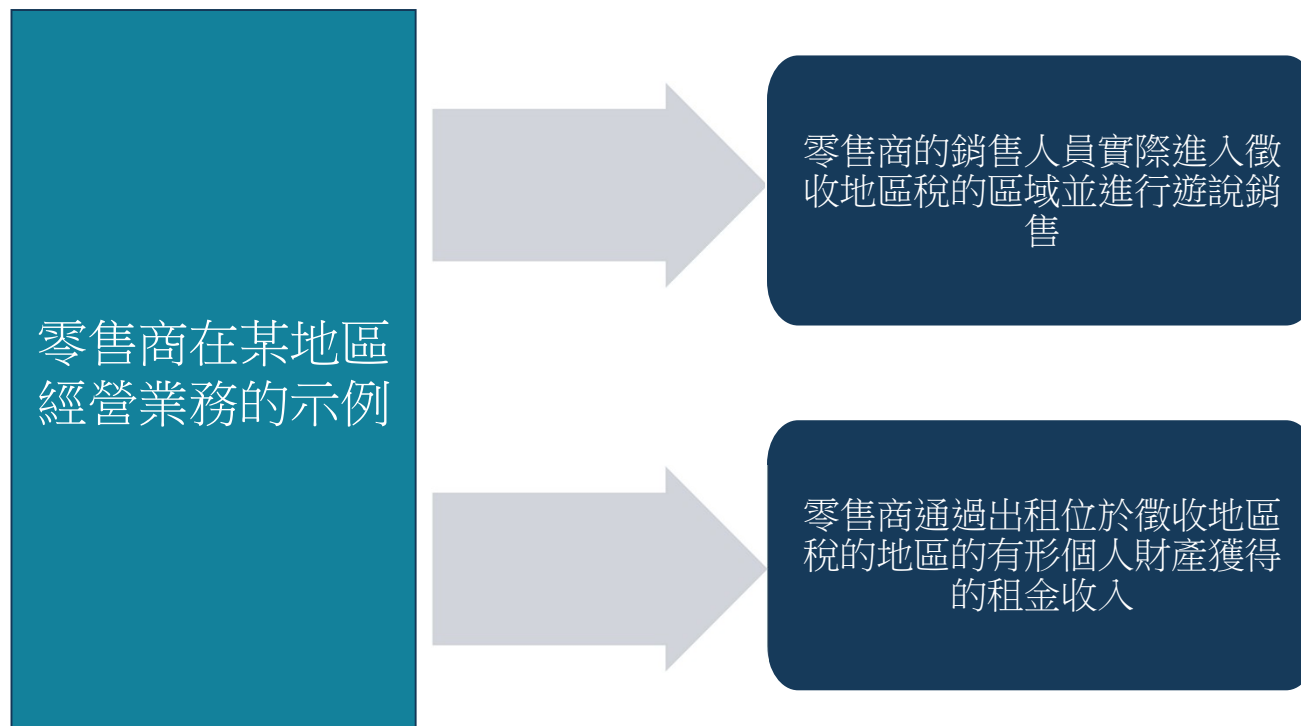 零售商在某地區
經營業務的示例
零售商的銷售人員實際進入徵
收地區稅的區域並進行遊說銷
售
零售商通過出租位於徵收地區
稅的地區的有形個人財產獲得
的租金收入